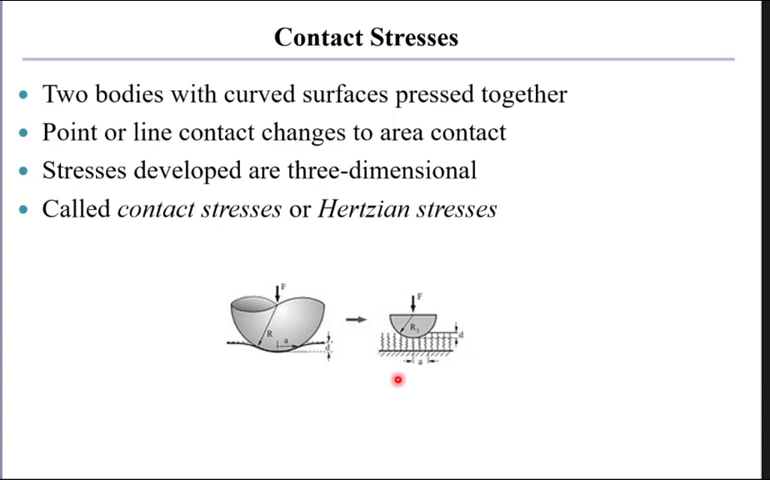 Contact Stresses
Two bodies with curved surfaces pressed together
Point or line contact changes to area contact
Stresses developed are three-dimensional
Called contact stresses or Hertzian stresses
F
R
a
d
F
R₁
d
a